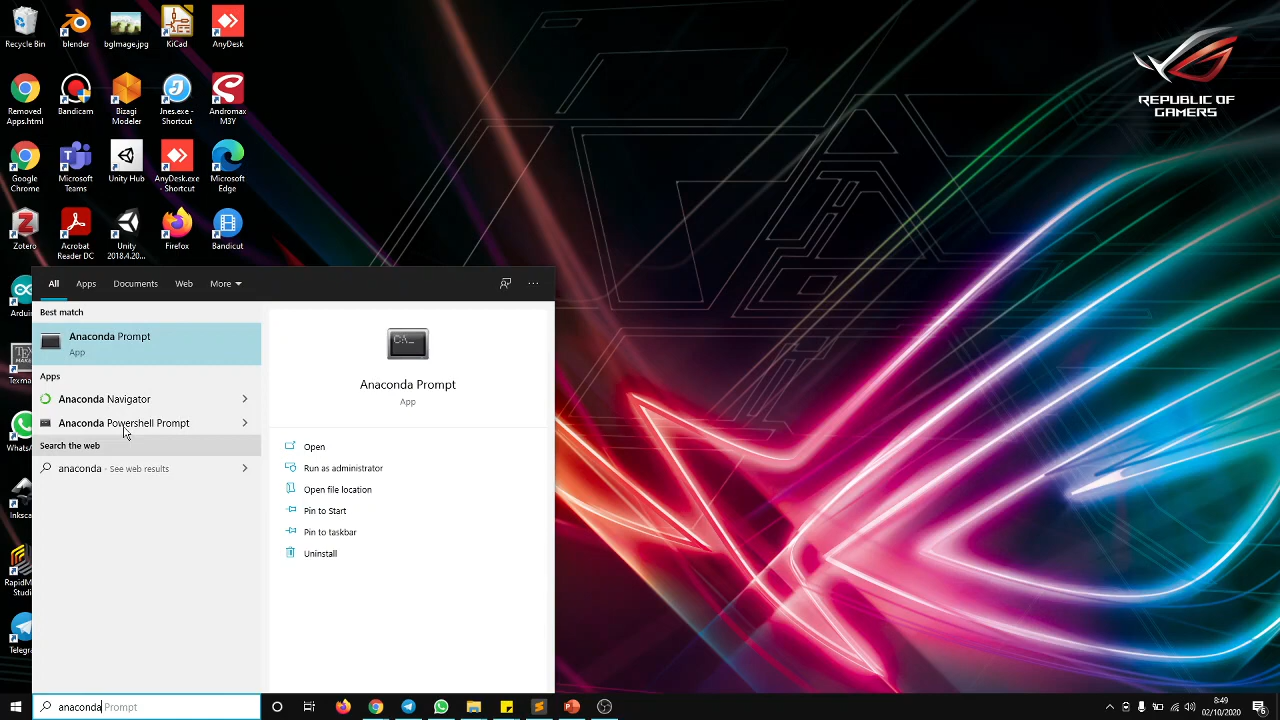 Recycle Bin
blender
bgImage.jpg
KiCad
AnyDesk
Removed Apps.html
Bandicam
Bizagi Modeler
Jnes.exe - Shortcut
Andromax M3Y
Google Chrome
Microsoft Teams
Unity Hub
AnyDesk.exe - Shortcut
Microsoft Edge
Zotero
Acrobat Reader DC
Unity 2018.4.20...
Firefox
Bandicut
REPUBLIC OF
GAMERS
All Apps Documents Web More
Best match
Anaconda Prompt
App
Apps
Anaconda Navigator
Anaconda Powershell Prompt
Search the web
anaconda - See web results
Anaconda Prompt
App
Open
Run as administrator
Open file location
Pin to Start
Pin to taskbar
Uninstall
anaconda Prompt
8:49
02/10/2020
6